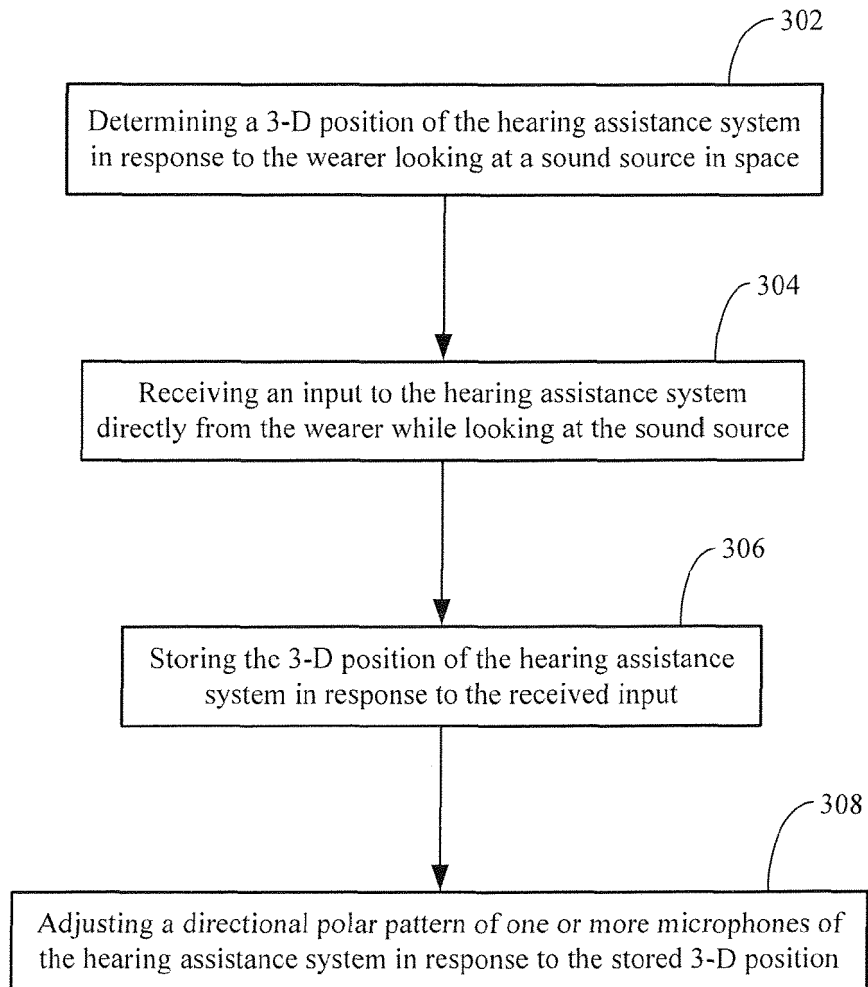 302
Determining a 3-D position of the hearing assistance system
in response to the wearer looking at a sound source in space
304
Receiving an input to the hearing assistance system
directly from the wearer while looking at the sound source
306
Storing the 3-D position of the hearing assistance
system in response to the received input
308
Adjusting a directional polar pattern of one or more microphones of
the hearing assistance system in response to the stored 3-D position